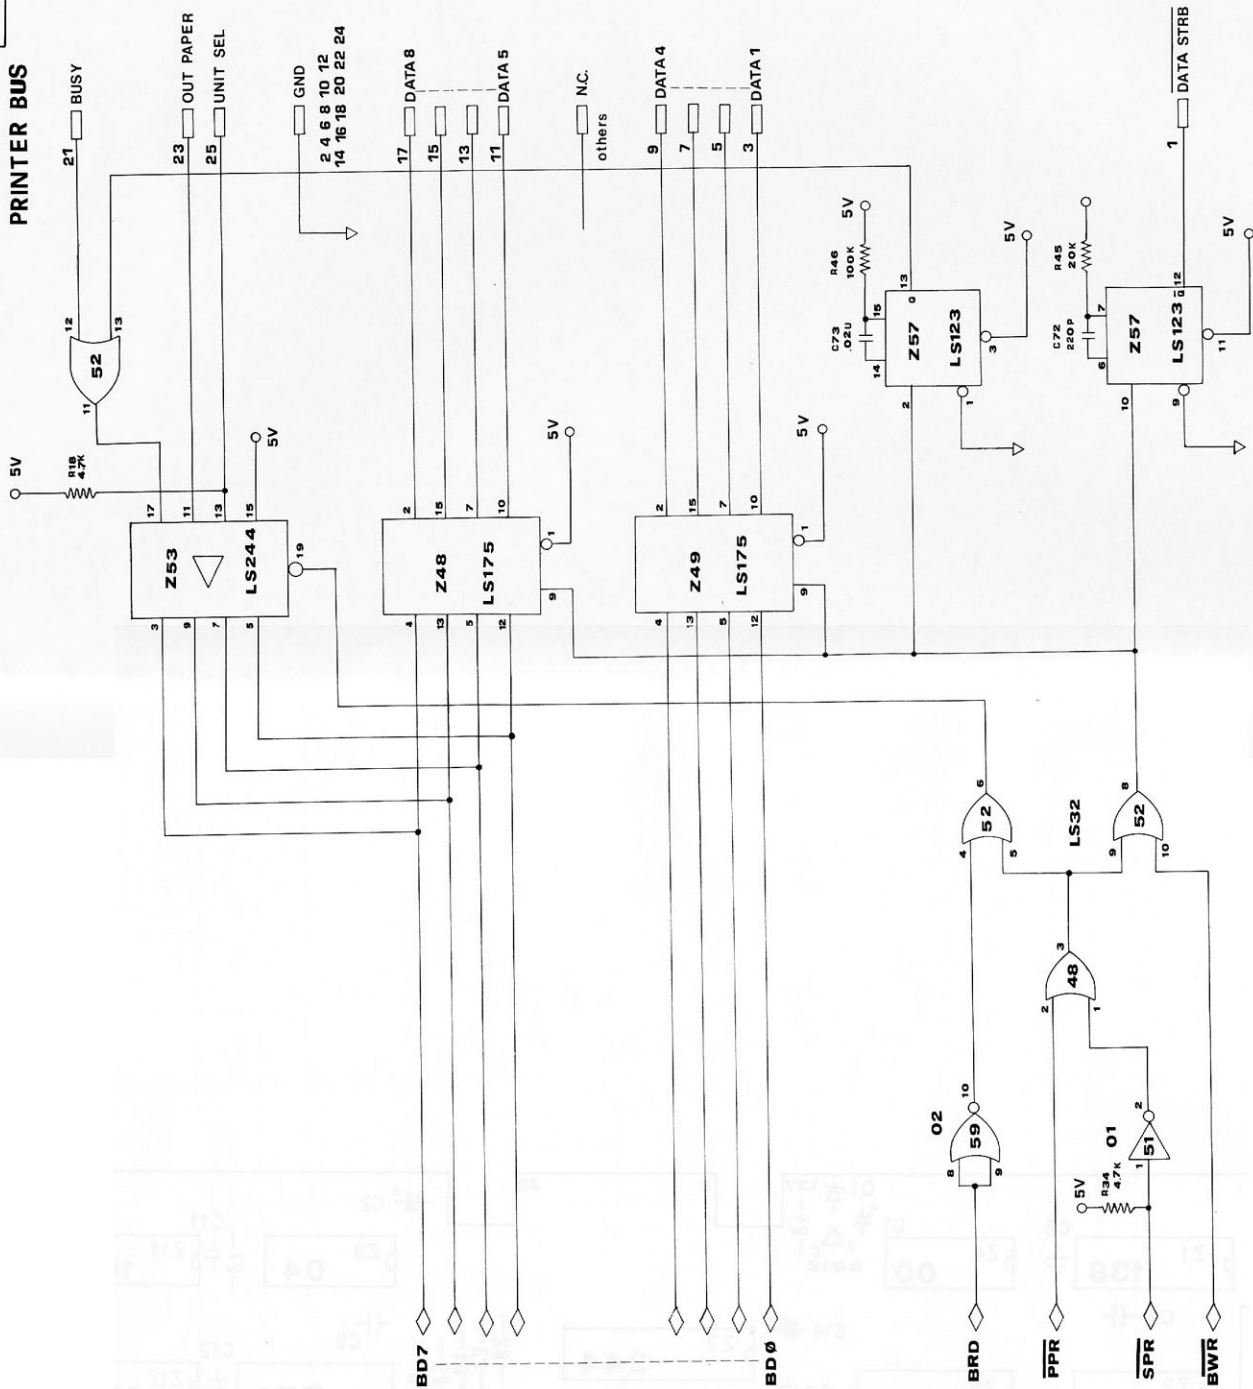 PRINTER BUS
21 BUSY
23 OUT PAPER
25 UNIT SEL
GND
2 4 6 8 10 12
14 16 18 20 22 24
17 DATA 8
15
13
11 DATA 5
N.C.
others
9 DATA 4
7
5
3 DATA 1
1 DATA STRB
12
13
52
11
5V
R18
4.7K
17
11
13
15
5V
Z53
LS244
19
3
9
7
5
2
15
7
10
Z48
LS175
1
5V
9
4
13
5
12
2
15
7
10
Z49
LS175
1
5V
9
4
13
5
12
5V
R46
100K
C73
.02U
15
14
13
Q
Z57
LS123
3
5V
2
1
R45
20K
C72
220P
7
6
12
Q
Z57
LS123
11
5V
10
9
6
52
4
5
LS32
8
52
9
10
3
48
2
1
02
10
59
8
9
01
2
51
1
5V
R34
4.7K
BD7
BDØ
BRD
PPR
SPR
BWR